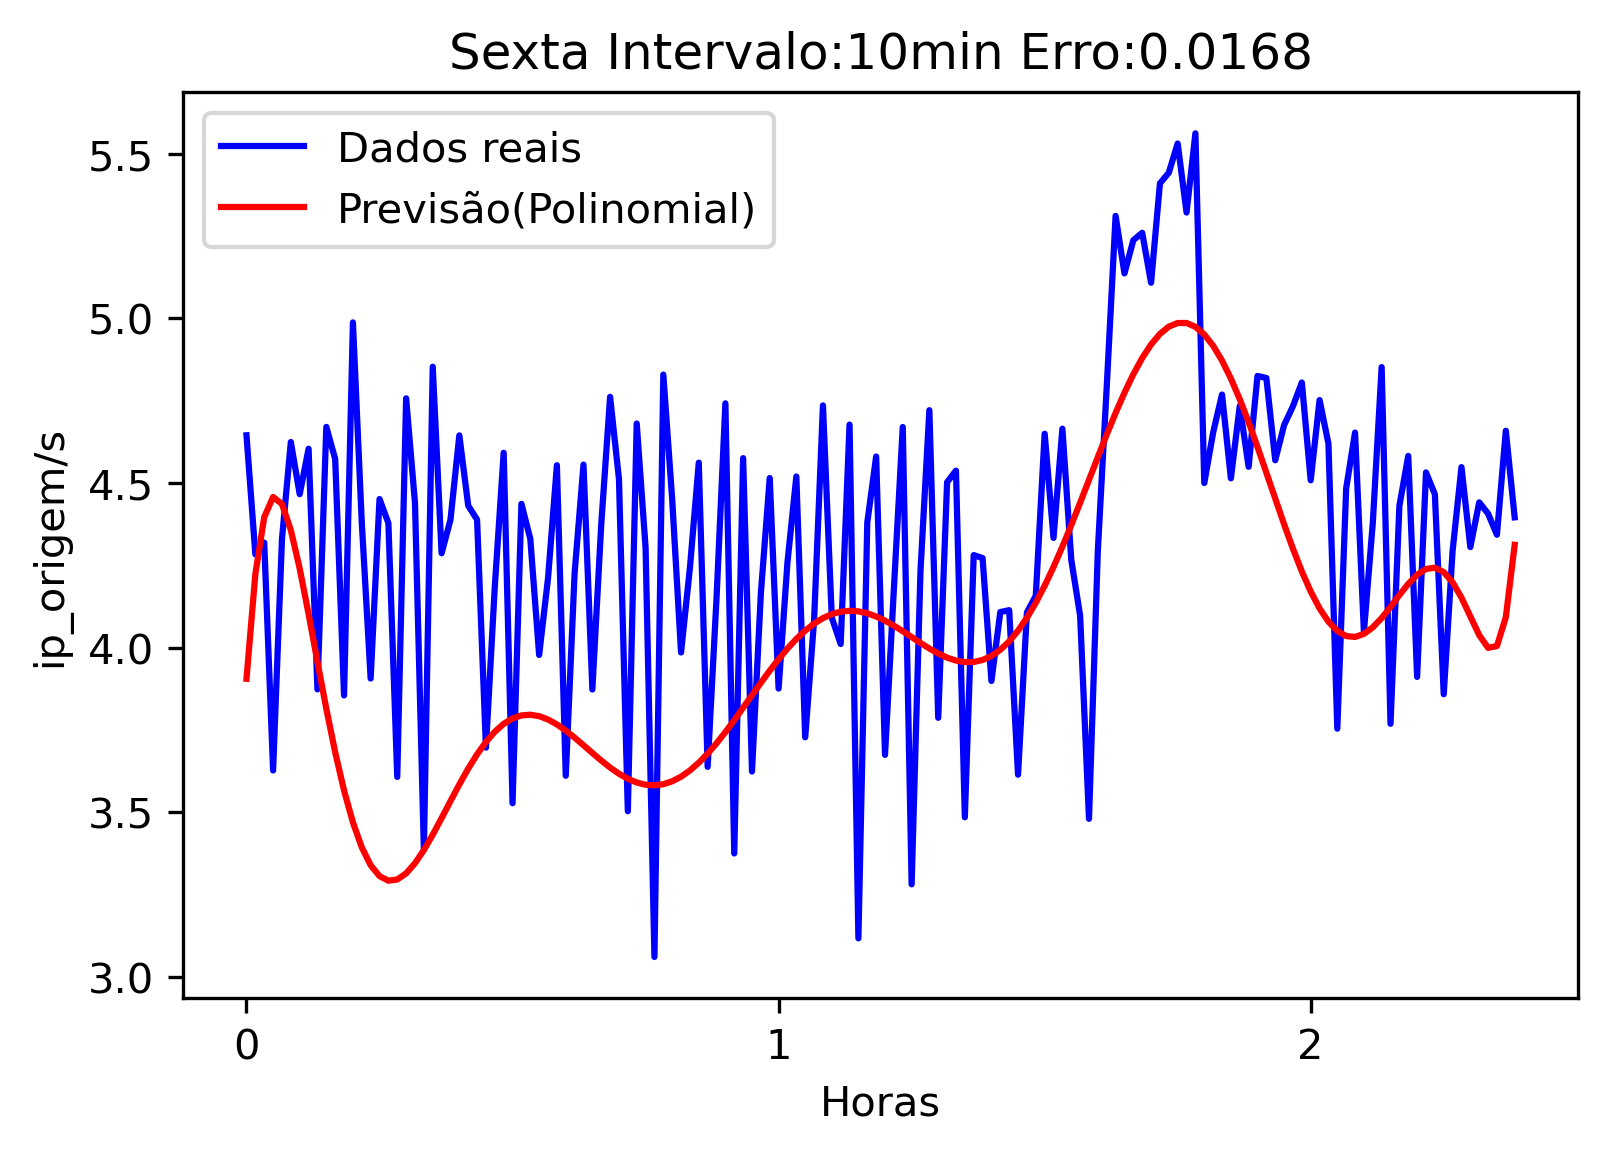 Sexta Intervalo:10min Erro:0.0168
Dados reais
Previsão(Polinomial)
5.5
5.0
4.5
4.0
3.5
3.0
ip_origem/s
0 1 2
Horas